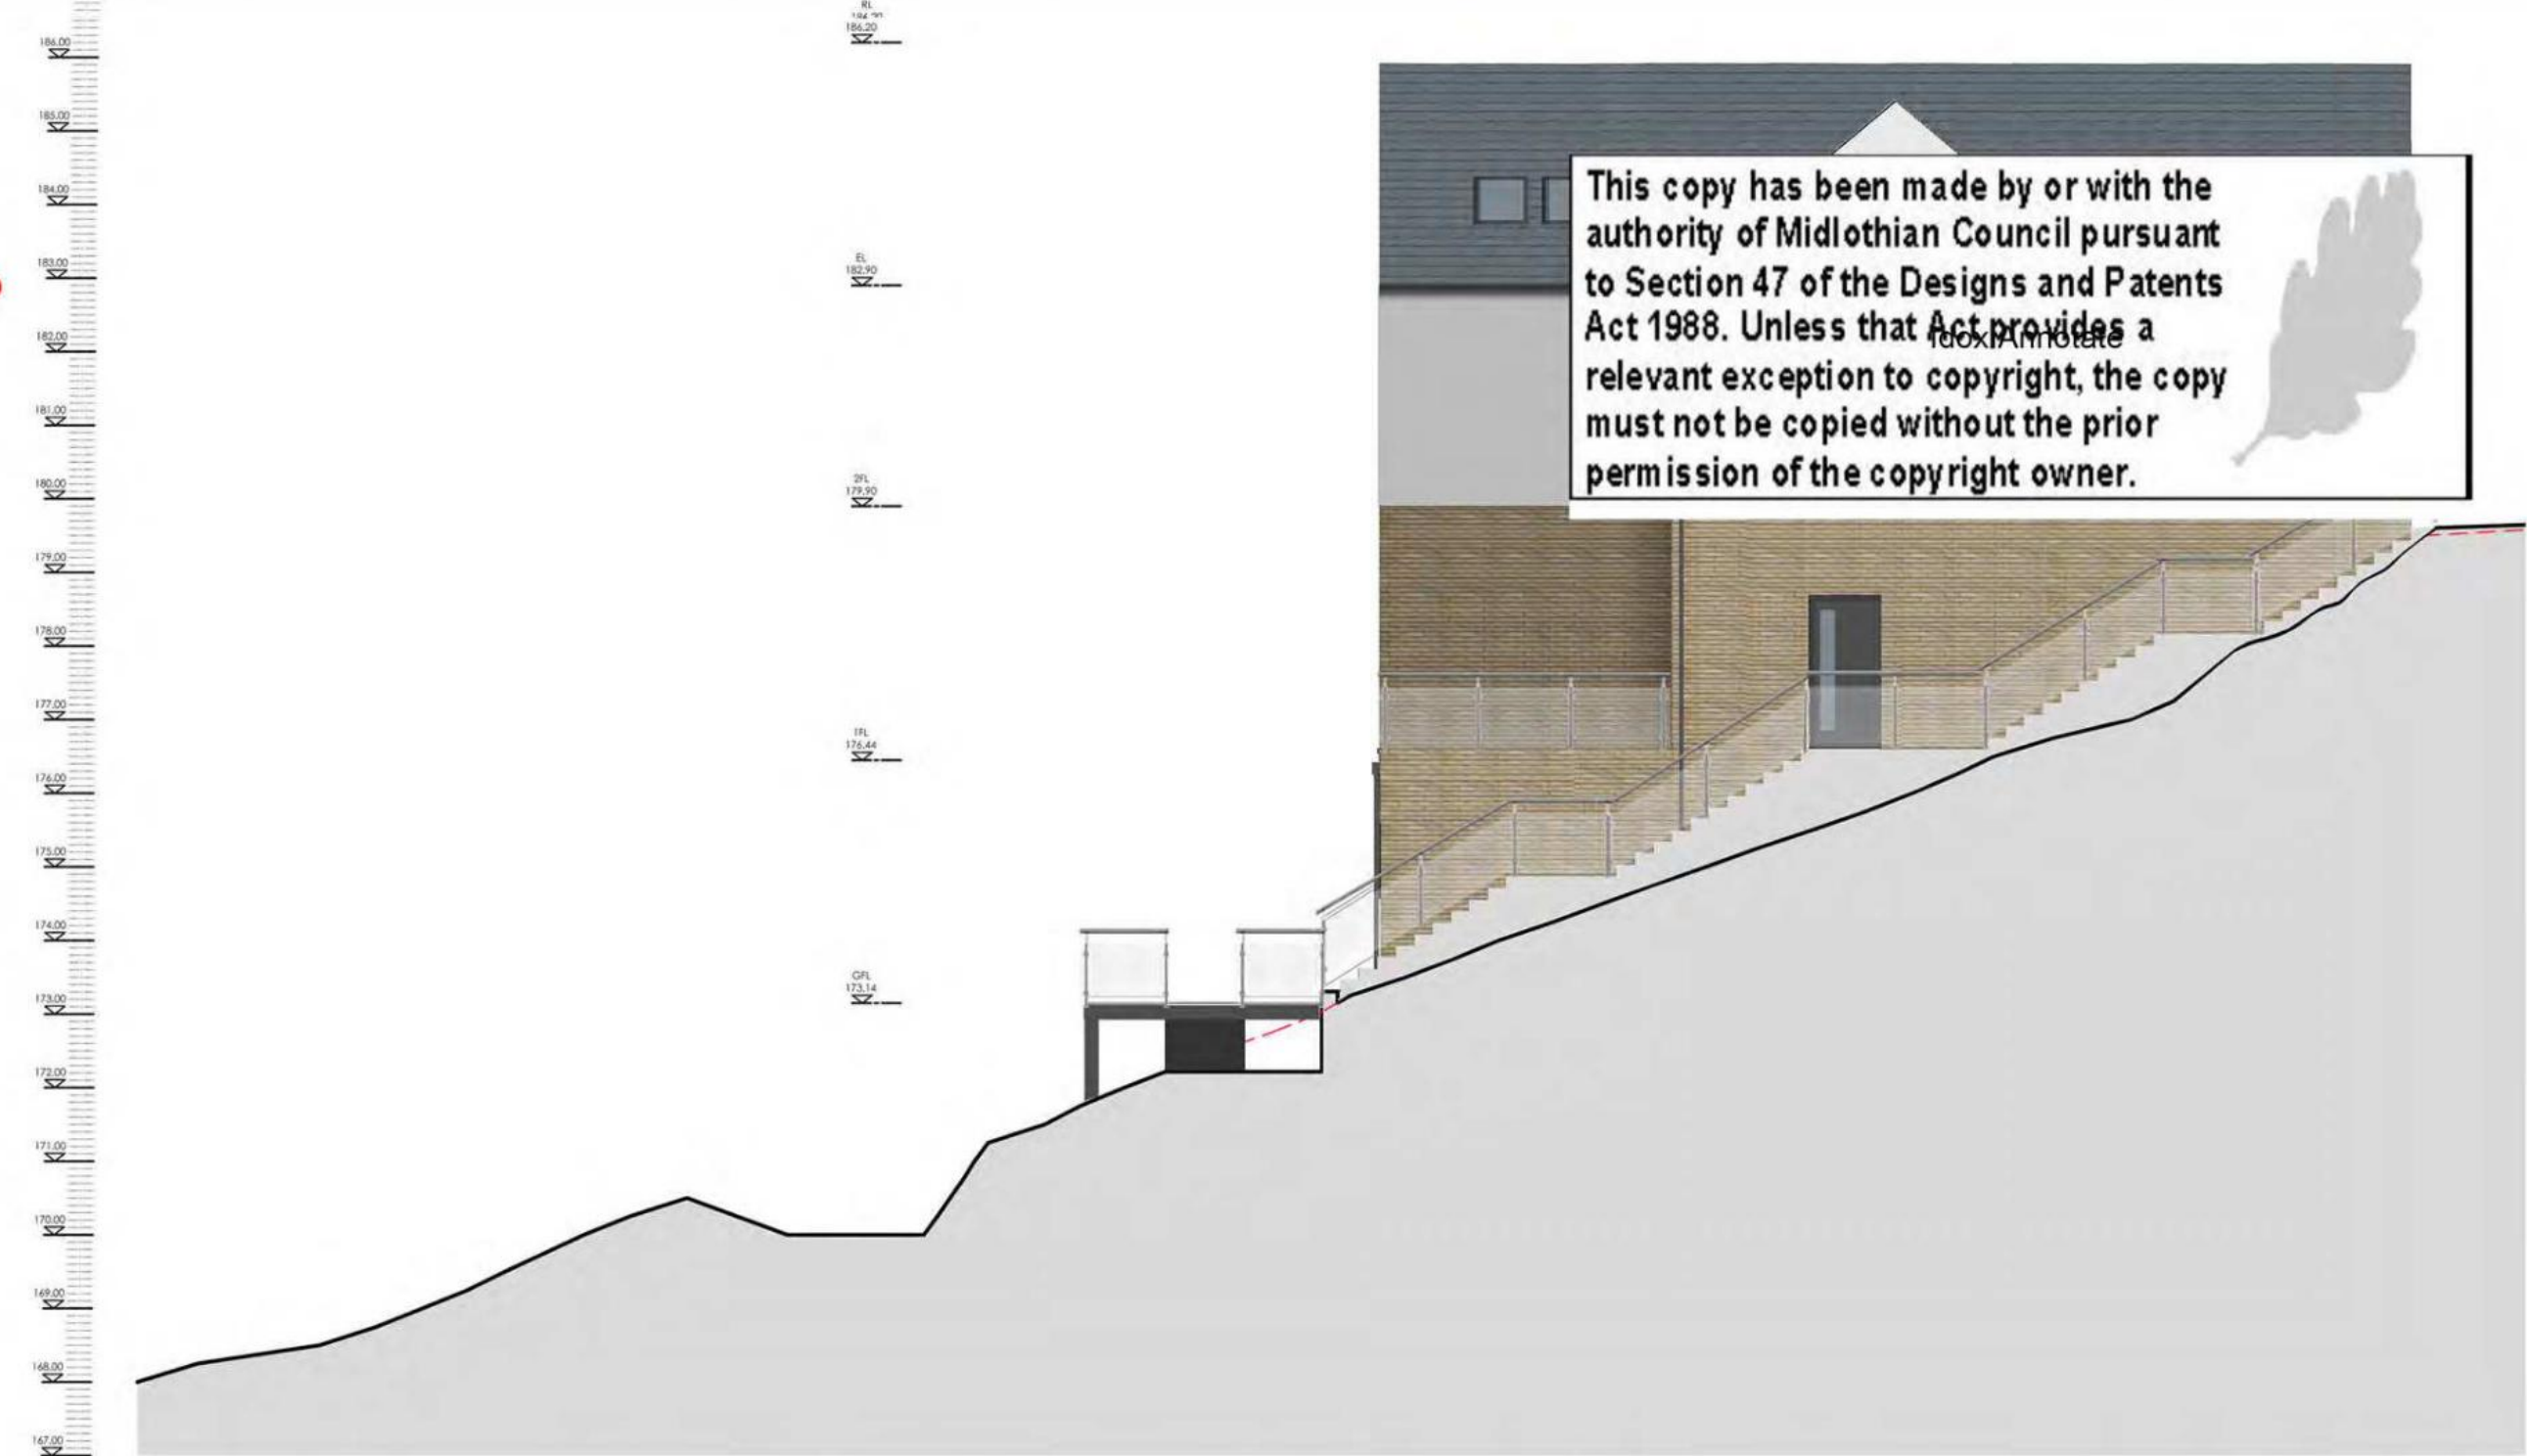 186.00
185.00
184.00
183.00
182.00
181.00
180.00
179.00
178.00
177.00
176.00
175.00
174.00
173.00
172.00
171.00
170.00
169.00
168.00
167.00
RL
186.20
186.20
EL
182.90
2FL
179.90
1FL
176.44
GFL
173.14
This copy has been made by or with the
authority of Midlothian Council pursuant
to Section 47 of the Designs and Patents
Act 1988. Unless that Act provides a
relevant exception to copyright, the copy
must not be copied without the prior
permission of the copyright owner.
Idox Annotate